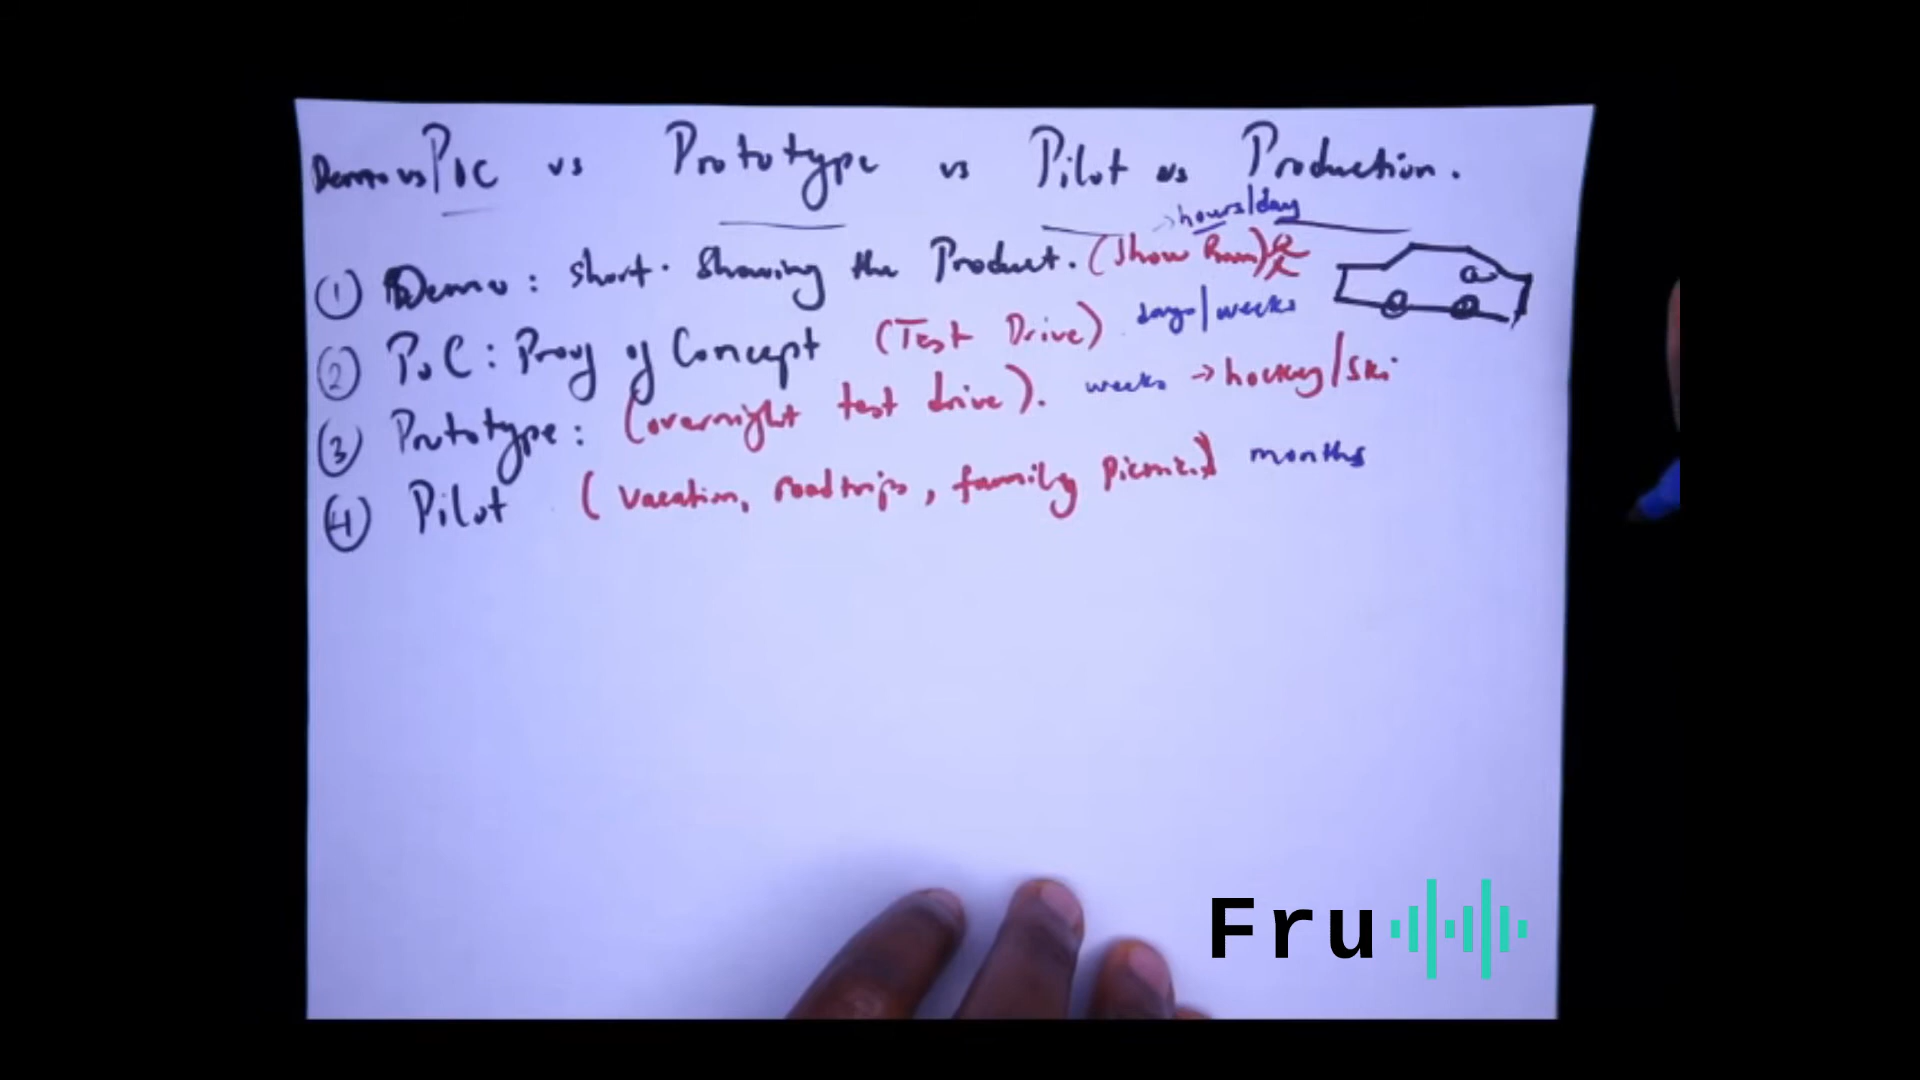 Demo vs PoC vs Prototype vs Pilot vs Production.
→ hours/day
① Demo: Short. Showing the Product. (Show Room)
② PoC: Proof of Concept (Test Drive) days/weeks
③ Prototype: (overnight test drive). weeks → hockey/ski
④ Pilot (vacation, roadtrips, family picnic) months
Fru